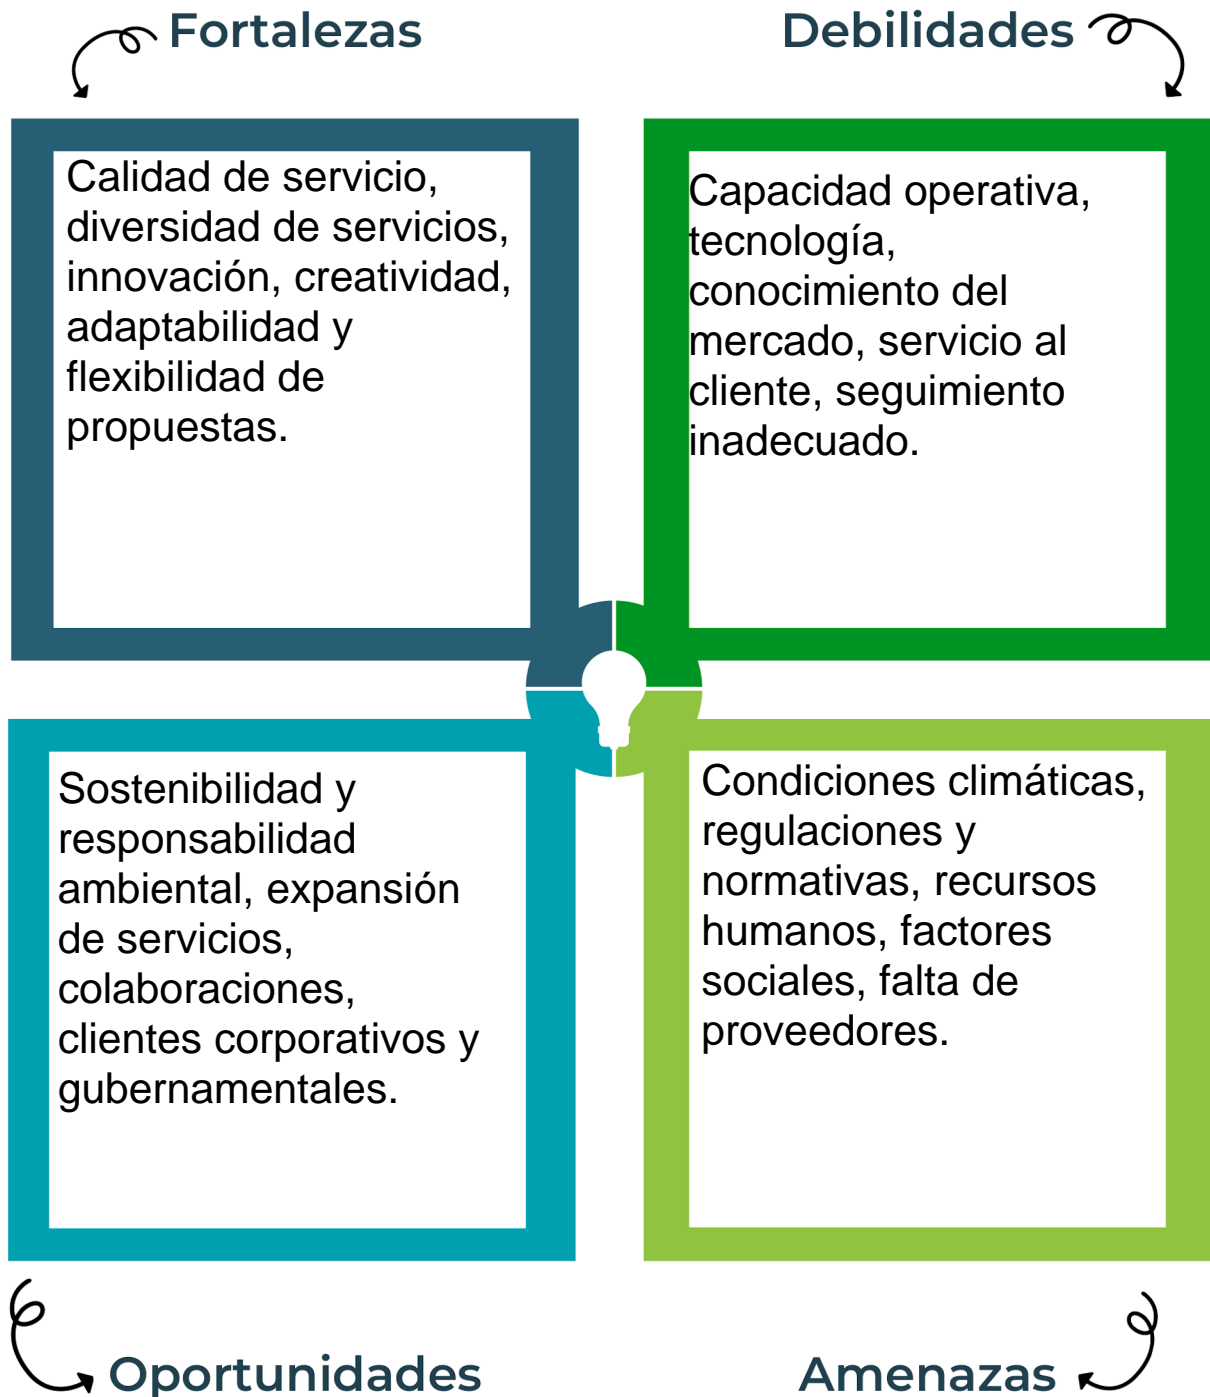 Fortalezas
Calidad de servicio,
diversidad de servicios,
innovación, creatividad,
adaptabilidad y
flexibilidad de
propuestas.
Debilidades
Capacidad operativa,
tecnología,
conocimiento del
mercado, servicio al
cliente, seguimiento
inadecuado.
Sostenibilidad y
responsabilidad
ambiental, expansión
de servicios,
colaboraciones,
clientes corporativos y
gubernamentales.
Oportunidades
Condiciones climáticas,
regulaciones y
normativas, recursos
humanos, factores
sociales, falta de
proveedores.
Amenazas